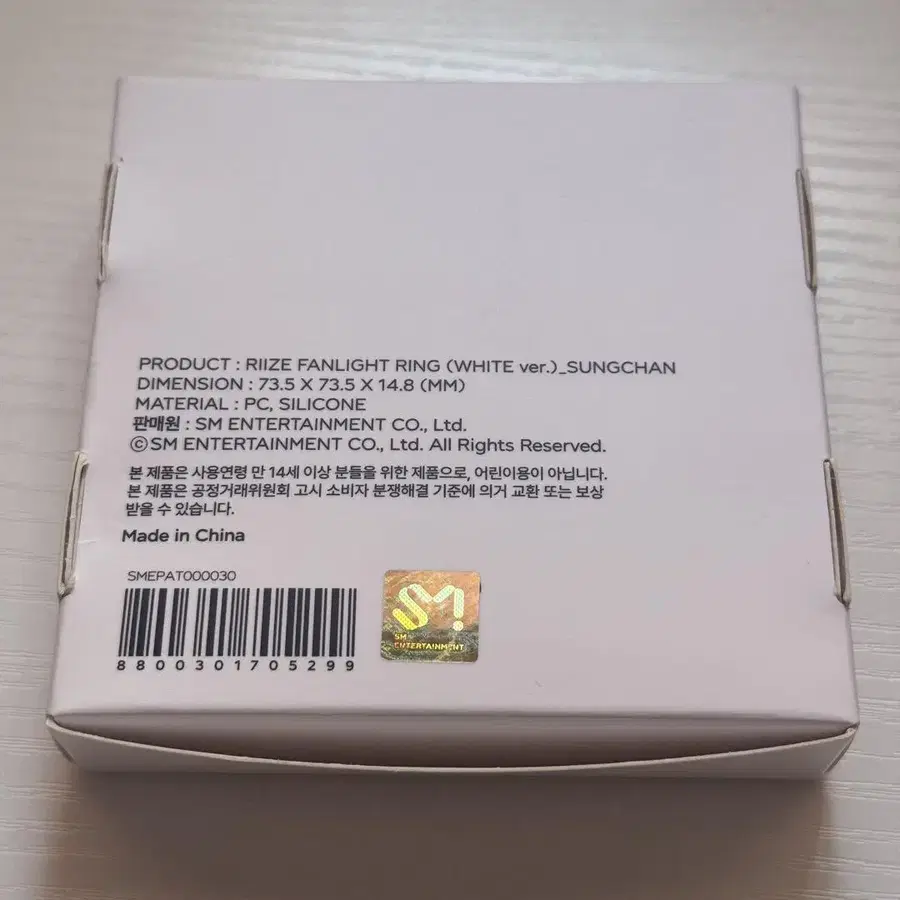 PRODUCT : RIIZE FANLIGHT RING (WHITE ver.)_SUNGCHAN
DIMENSION : 73.5 X 73.5 X 14.8 (MM)
MATERIAL : PC, SILICONE
판매원 : SM ENTERTAINMENT CO., Ltd.
©SM ENTERTAINMENT CO., Ltd. All Rights Reserved.
본 제품은 사용연령 만 14세 이상 분들을 위한 제품으로, 어린이용이 아닙니다.
본 제품은 공정거래위원회 고시 소비자 분쟁해결 기준에 의거 교환 또는 보상
받을 수 있습니다.
Made in China
SMEPAT000030
8800301705299
SM
SM
ENTERTAINMENT